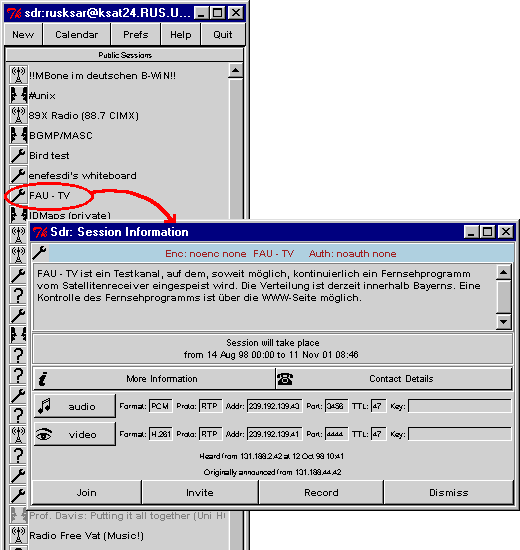 sdr:rusksar@ksat24.RUS.U...
New Calendar Prefs Help Quit
Public Sessions
!!MBone im deutschen B-WiN!!
#unix
89X Radio (88.7 CIMX)
BGMP/MASC
Bird test
enefesdi's whiteboard
FAU - TV
IDMaps (private)
Sdr: Session Information
Enc: noenc none FAU - TV Auth: noauth none
FAU - TV ist ein Testkanal, auf dem, soweit möglich, kontinuierlich ein Fernsehprogramm
vom Satellitenreceiver eingespeist wird. Die Verteilung ist derzeit innerhalb Bayerns. Eine
Kontrolle des Fernsehprogramms ist über die WWW-Seite möglich.
Session will take place
from 14 Aug 98 00:00 to 11 Nov 01 08:46
More Information Contact Details
audio Format: PCM Proto: RTP Addr: 239.192.139.43 Port: 3456 TTL: 47 Key:
video Format: H.261 Proto: RTP Addr: 239.192.139.41 Port: 4444 TTL: 47 Key:
Heard from 131.188.2.42 at 12 Oct 98 10:41
Originally announced from 131.188.44.42
Join Invite Record Dismiss
Prof. Davis: Putting it all together (Uni Hi
Radio Free Vat (Music!)